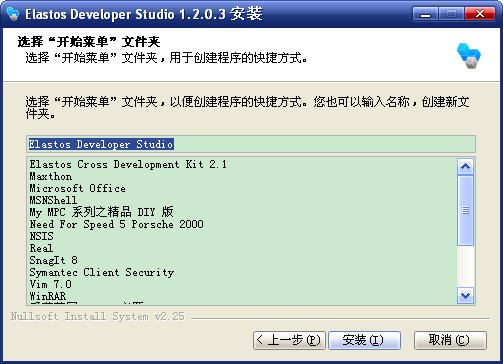 Elastos Developer Studio 1.2.0.3 安装
选择“开始菜单”文件夹
选择“开始菜单”文件夹，用于创建程序的快捷方式。
选择“开始菜单”文件夹，以便创建程序的快捷方式。您也可以输入名称，创建新文
件夹。
Elastos Developer Studio
Elastos Cross Development Kit 2.1
Maxthon
Microsoft Office
MSNShell
My MPC 系列之精品 DIY 版
Need For Speed 5 Porsche 2000
NSIS
Real
SnagIt 8
Symantec Client Security
Vim 7.0
WinRAR
Nullsoft Install System v2.25
< 上一步(P)
安装(I)
取消(C)